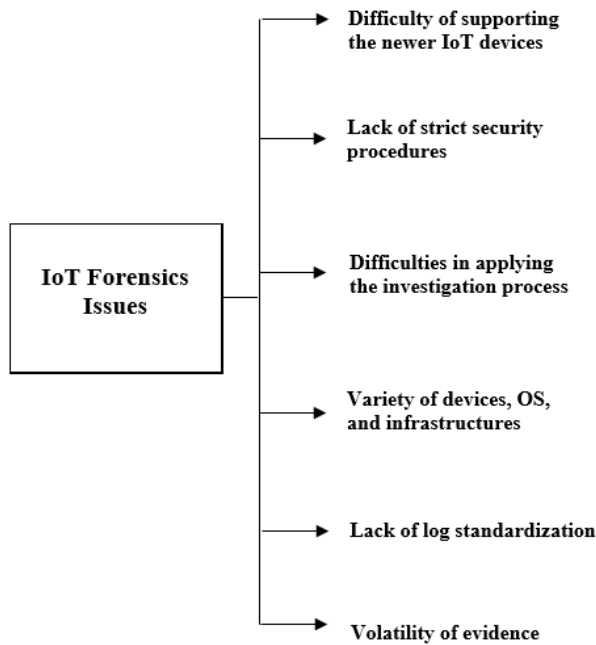 Difficulty of supporting
the newer IoT devices
Lack of strict security
procedures
IoT Forensics
Issues
Difficulties in applying
the investigation process
Variety of devices, OS,
and infrastructures
Lack of log standardization
Volatility of evidence